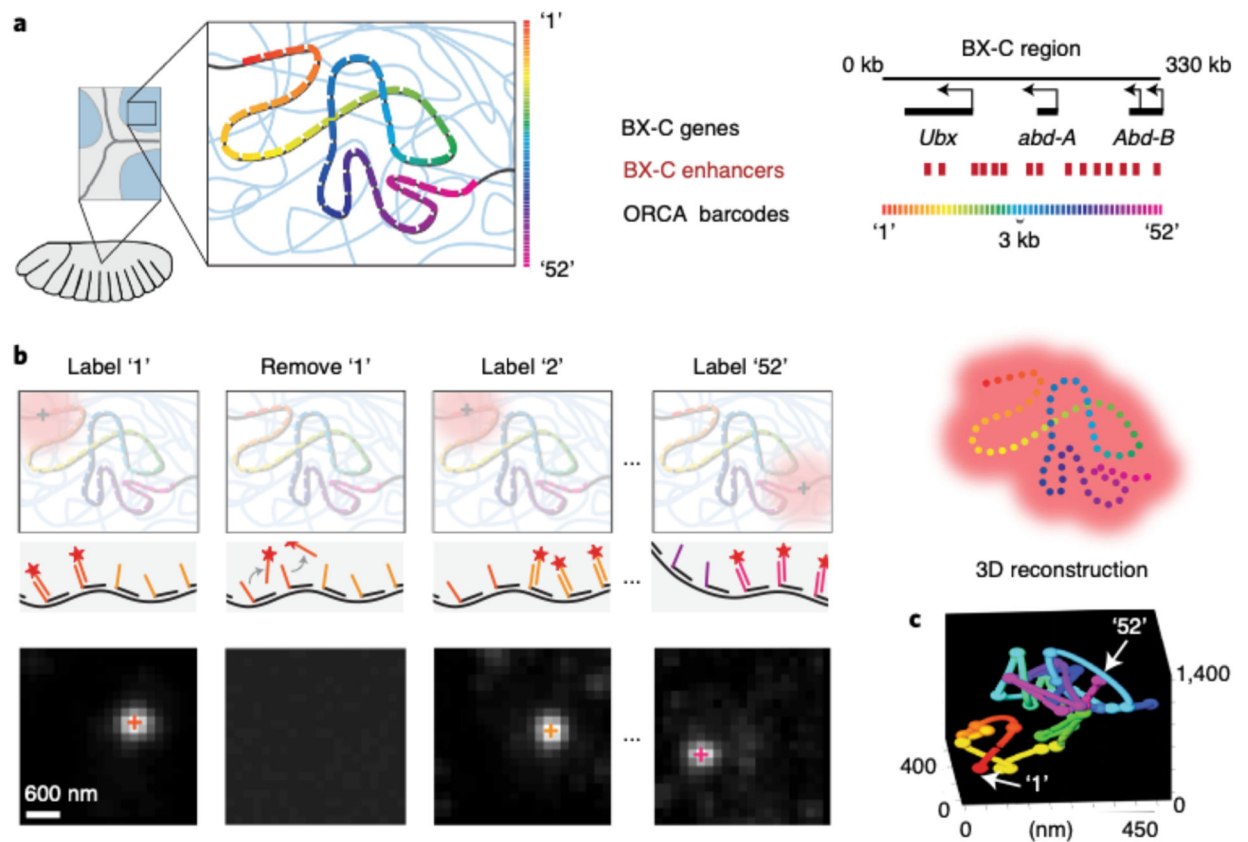 a
'1'
'52'
BX-C region
0 kb
330 kb
BX-C genes
Ubx
abd-A
Abd-B
BX-C enhancers
ORCA barcodes
'1'
3 kb
'52'
b
Label '1'
Remove '1'
Label '2'
Label '52'
...
...
3D reconstruction
600 nm
...
c
'52'
1,400
400
'1'
0
0
0
(nm)
450